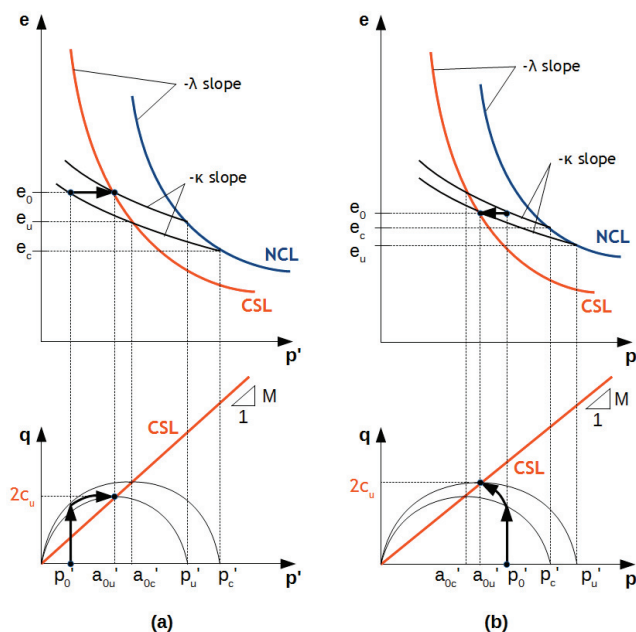 e
-λ slope
-κ slope
e0
eu
ec
NCL
CSL
p'
q
CSL
M
1
2cu
p0' a0u' a0c' pu' pc' p'
(a)
e
-λ slope
-κ slope
e0
ec
eu
NCL
CSL
p
q
CSL
M
1
2cu
a0c' a0u' p0' pc' pu' p
(b)